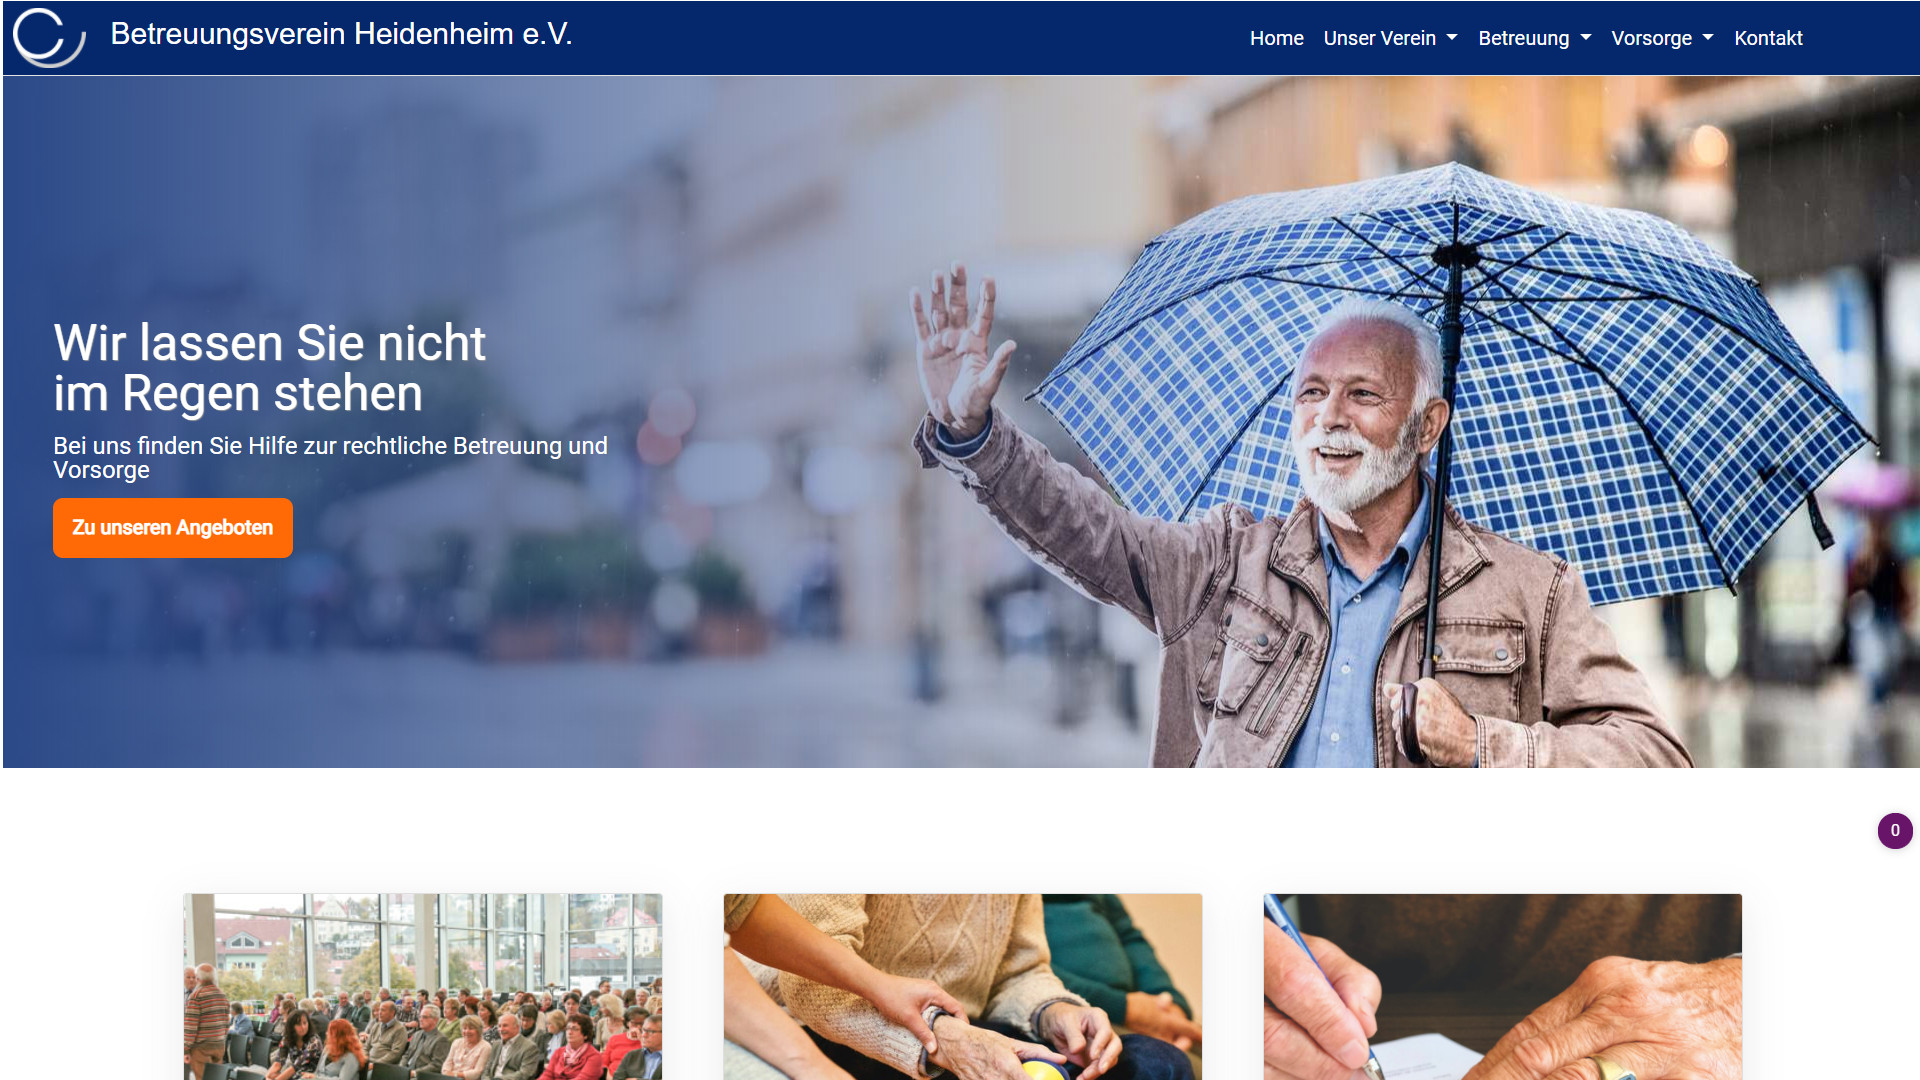 Betreuungsverein Heidenheim e.V.
Home Unser Verein Betreuung Vorsorge Kontakt
Wir lassen Sie nicht
im Regen stehen
Bei uns finden Sie Hilfe zur rechtliche Betreuung und
Vorsorge
Zu unseren Angeboten
0